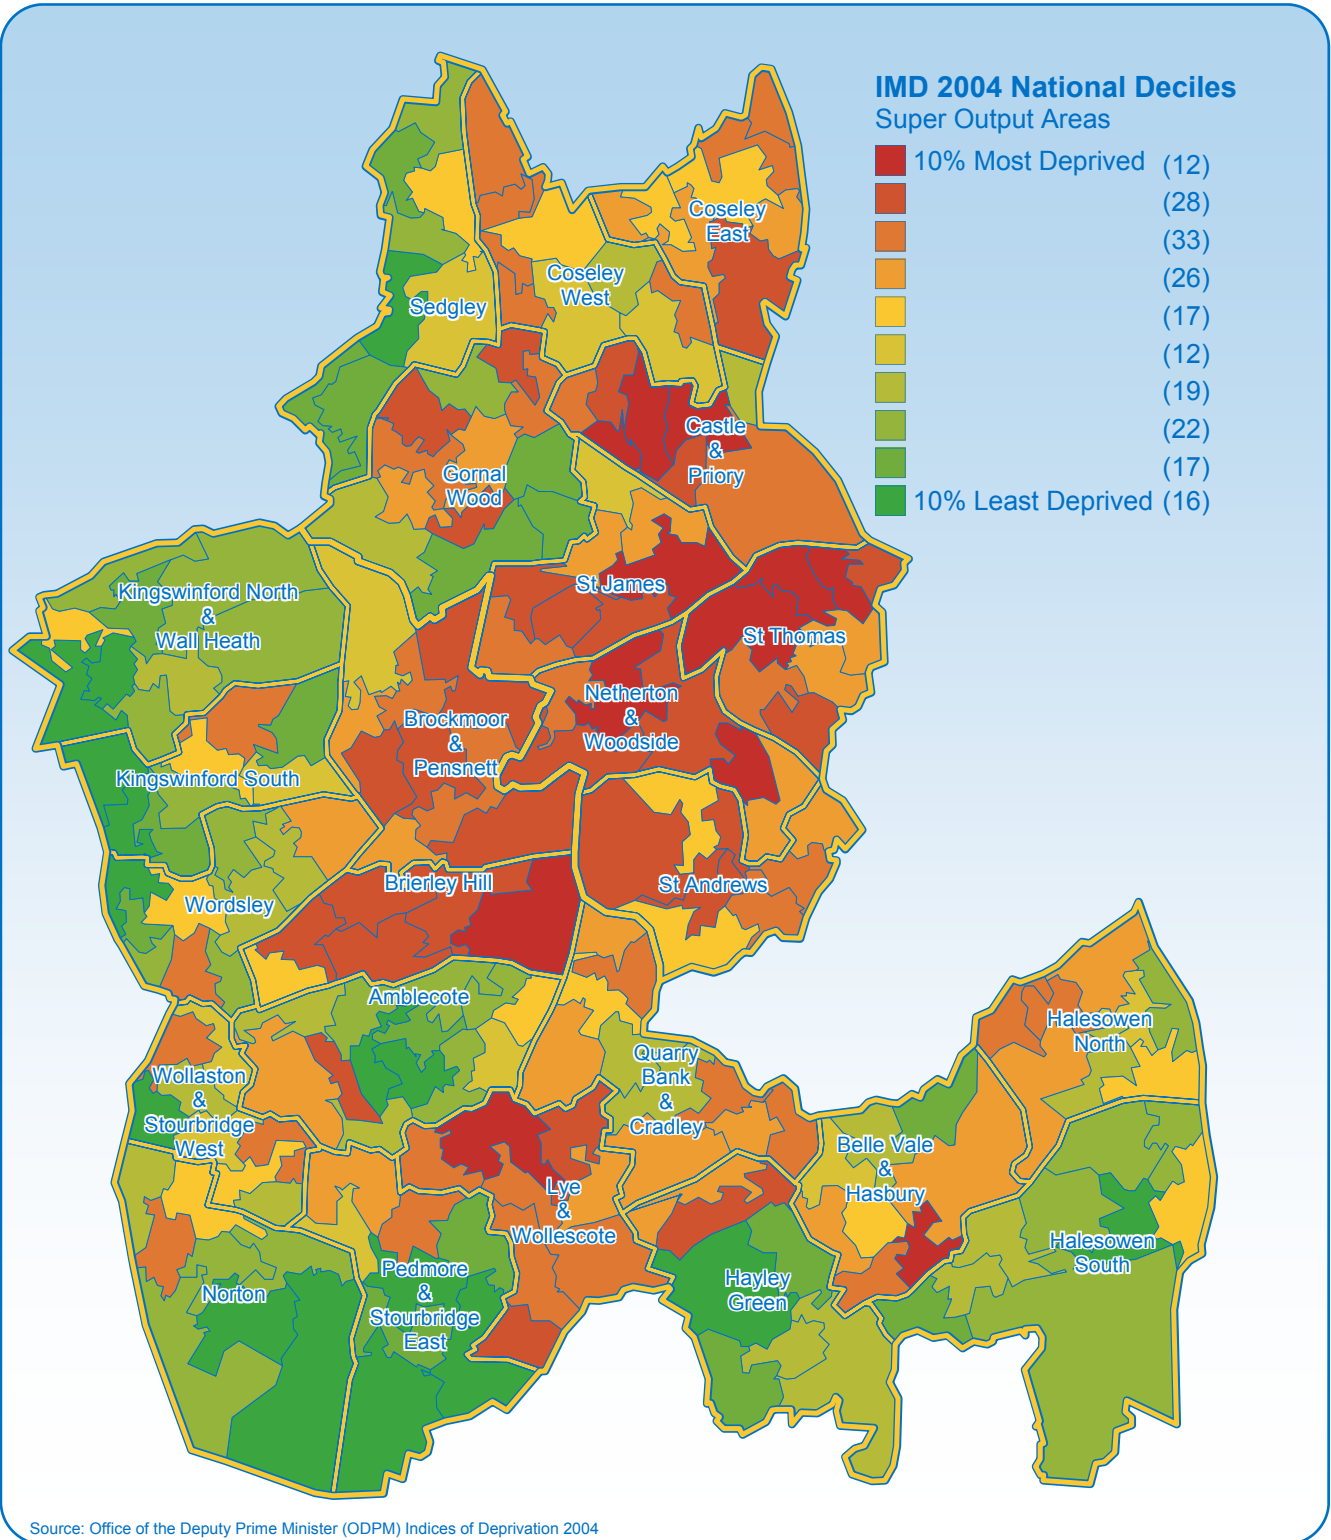 IMD 2004 National Deciles
Super Output Areas
10% Most Deprived (12)
(28)
(33)
(26)
(17)
(12)
(19)
(22)
(17)
10% Least Deprived (16)
Coseley
East
Coseley
West
Sedgley
Castle
&
Priory
Gornal
Wood
St James
Kingswinford North
&
Wall Heath
St Thomas
Netherton
&
Woodside
Brockmoor
&
Pensnett
Kingswinford South
Brierley Hill
St Andrews
Wordsley
Amblecote
Halesowen
North
Quarry
Bank
&
Cradley
Wollaston
&
Stourbridge
West
Belle Vale
&
Hasbury
Lye
&
Wollescote
Halesowen
South
Pedmore
&
Stourbridge
East
Hayley
Green
Norton
Source: Office of the Deputy Prime Minister (ODPM) Indices of Deprivation 2004